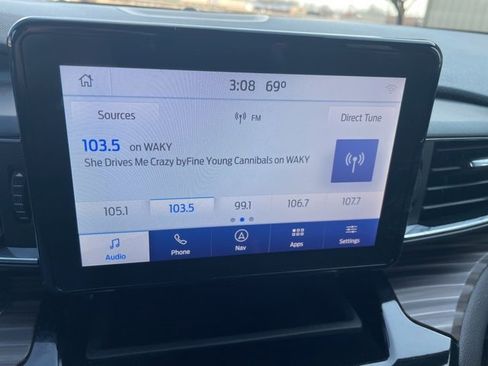 3:08 69°
Sources FM Direct Tune
103.5 on WAKY
She Drives Me Crazy byFine Young Cannibals on WAKY
105.1 103.5 99.1 106.7 107.7
Audio Phone Nav Apps Settings